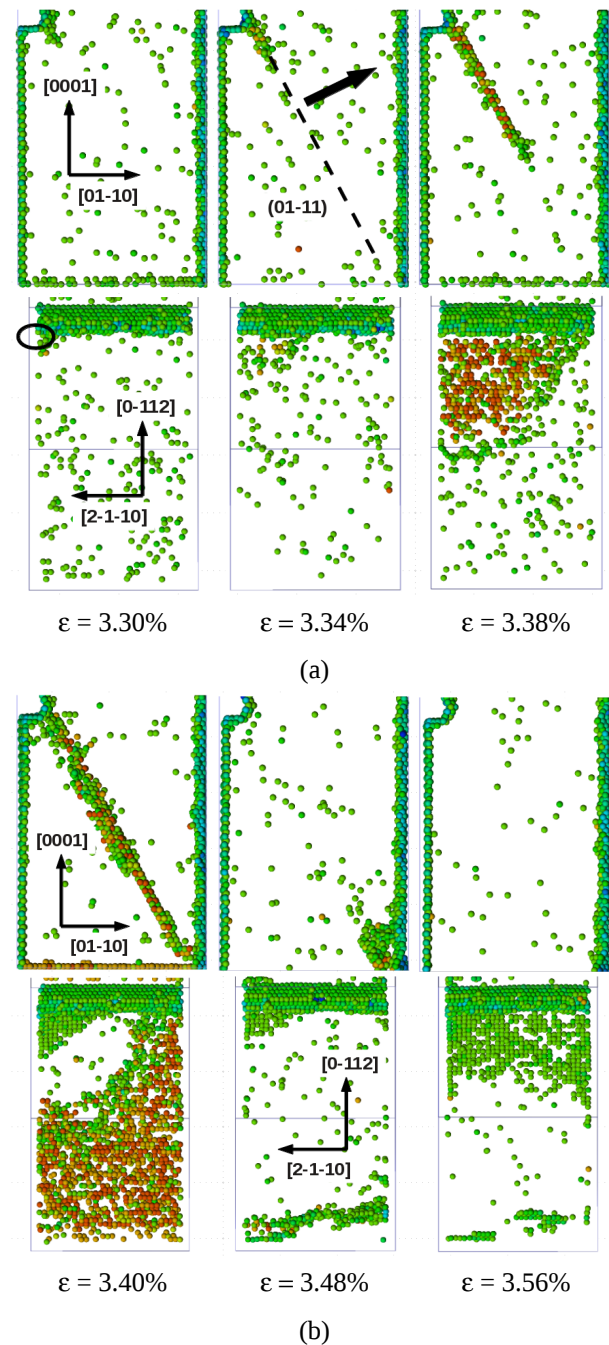 [0001]
[01-10]
(01-11)
[0-112]
[2-1-10]
ε = 3.30%
ε = 3.34%
ε = 3.38%
(a)
[0001]
[01-10]
[0-112]
[2-1-10]
ε = 3.40%
ε = 3.48%
ε = 3.56%
(b)